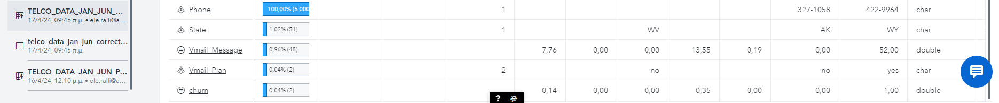 TELCO_DATA_JAN_JUN_...
17/4/24, 09:46 π.μ. • ele.ralli@a...
telco_data_jan_jun_correct...
17/4/24, 09:45 π.μ.
TELCO_DATA_JAN_JUN_P...
16/4/24, 12:10 μ.μ. • ele.ralli@a...
Phone 100,00% (5.000 1 327-1058 422-9964 char
State 1,02% (51) 1 WV AK WY char
Vmail_Message 0,96% (48) 7,76 0,00 0,00 13,55 0,19 0,00 52,00 double
Vmail_Plan 0,04% (2) 2 no no yes char
churn 0,04% (2) 0,14 0,00 0,00 0,35 0,00 0,00 1,00 double
?